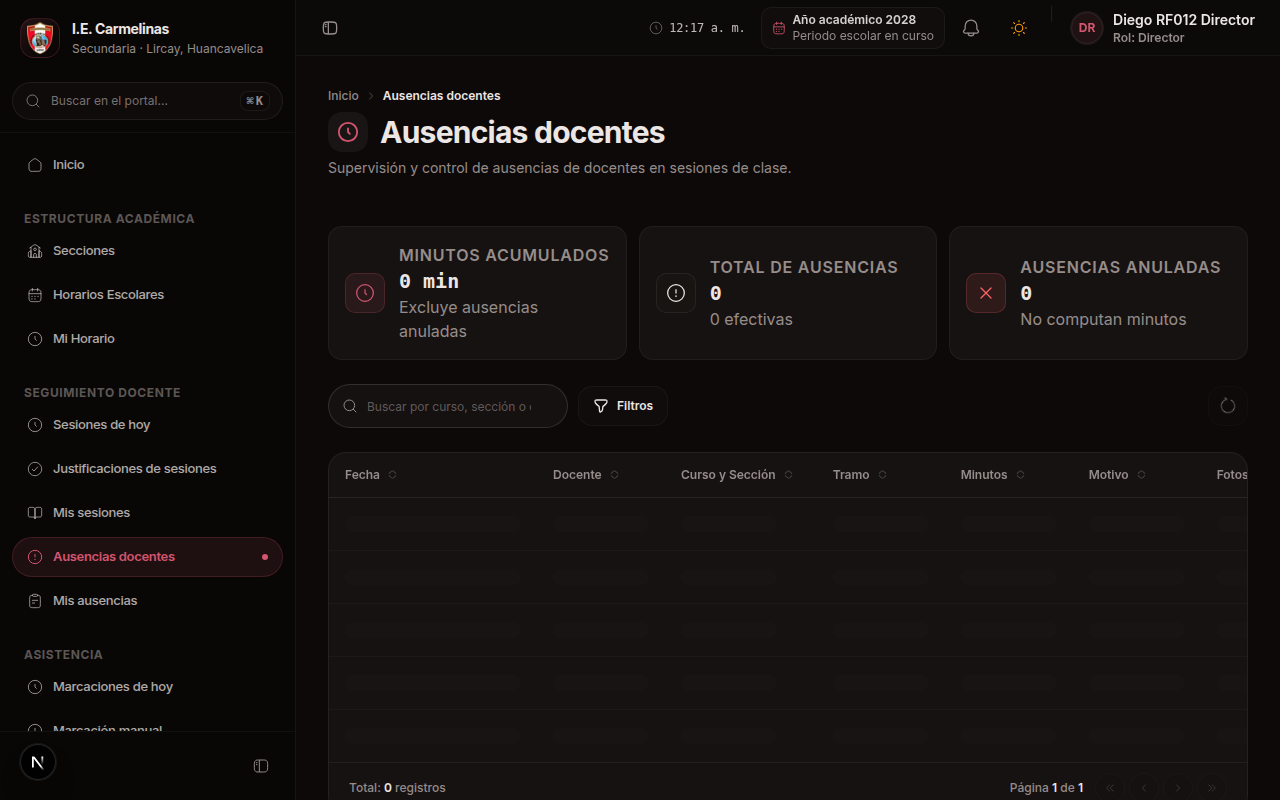 I.E. Carmelinas
Secundaria · Lircay, Huancavelica
Buscar en el portal...
⌘K
Inicio
ESTRUCTURA ACADÉMICA
Secciones
Horarios Escolares
Mi Horario
SEGUIMIENTO DOCENTE
Sesiones de hoy
Justificaciones de sesiones
Mis sesiones
Ausencias docentes
Mis ausencias
ASISTENCIA
Marcaciones de hoy
Marcación manual
N
12:17 a. m.
Año académico 2028
Periodo escolar en curso
DR
Diego RF012 Director
Rol: Director
Inicio
Ausencias docentes
Ausencias docentes
Supervisión y control de ausencias de docentes en sesiones de clase.
MINUTOS ACUMULADOS
0 min
Excluye ausencias
anuladas
TOTAL DE AUSENCIAS
0
0 efectivas
AUSENCIAS ANULADAS
0
No computan minutos
Buscar por curso, sección o
Filtros
Fecha Docente Curso y Sección Tramo Minutos Motivo Fotos
Total: 0 registros
Página 1 de 1